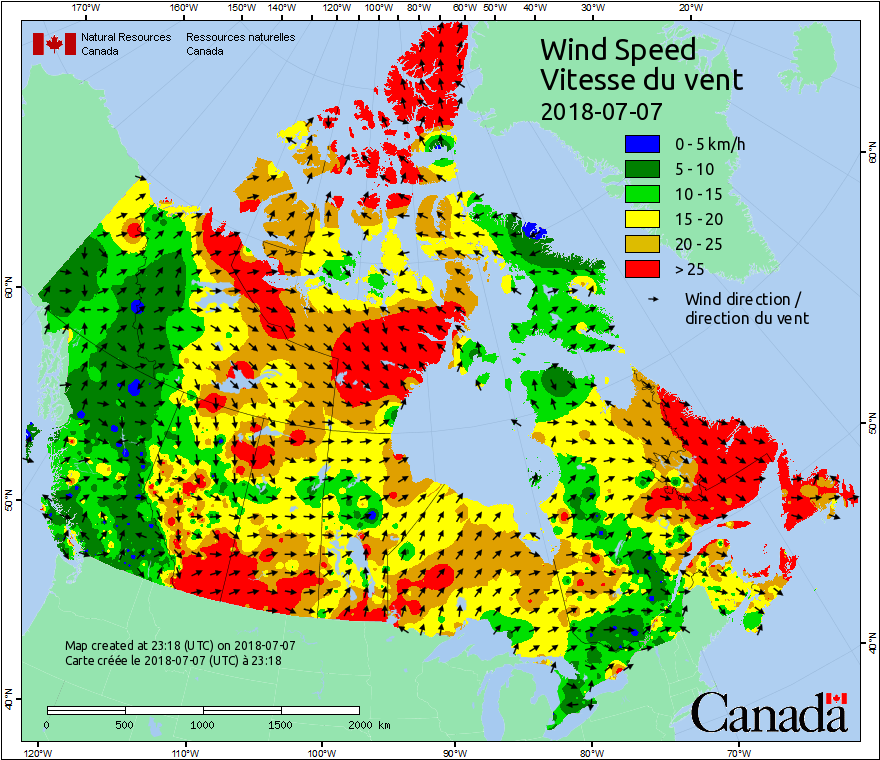 170°W 160°W 150°W 140°W 120°W 100°W 80°W 60°W 50°W 40°W 30°W 20°W
Natural Resources Canada
Ressources naturelles Canada
Wind Speed
Vitesse du vent
2018-07-07
0 - 5 km/h
5 - 10
10 - 15
15 - 20
20 - 25
> 25
Wind direction /
direction du vent
60°N
50°N
40°N
60°N
50°N
40°N
Map created at 23:18 (UTC) on 2018-07-07
Carte créée le 2018-07-07 (UTC) à 23:18
0 500 1000 1500 2000 km
Canada
120°W 110°W 100°W 90°W 80°W 70°W